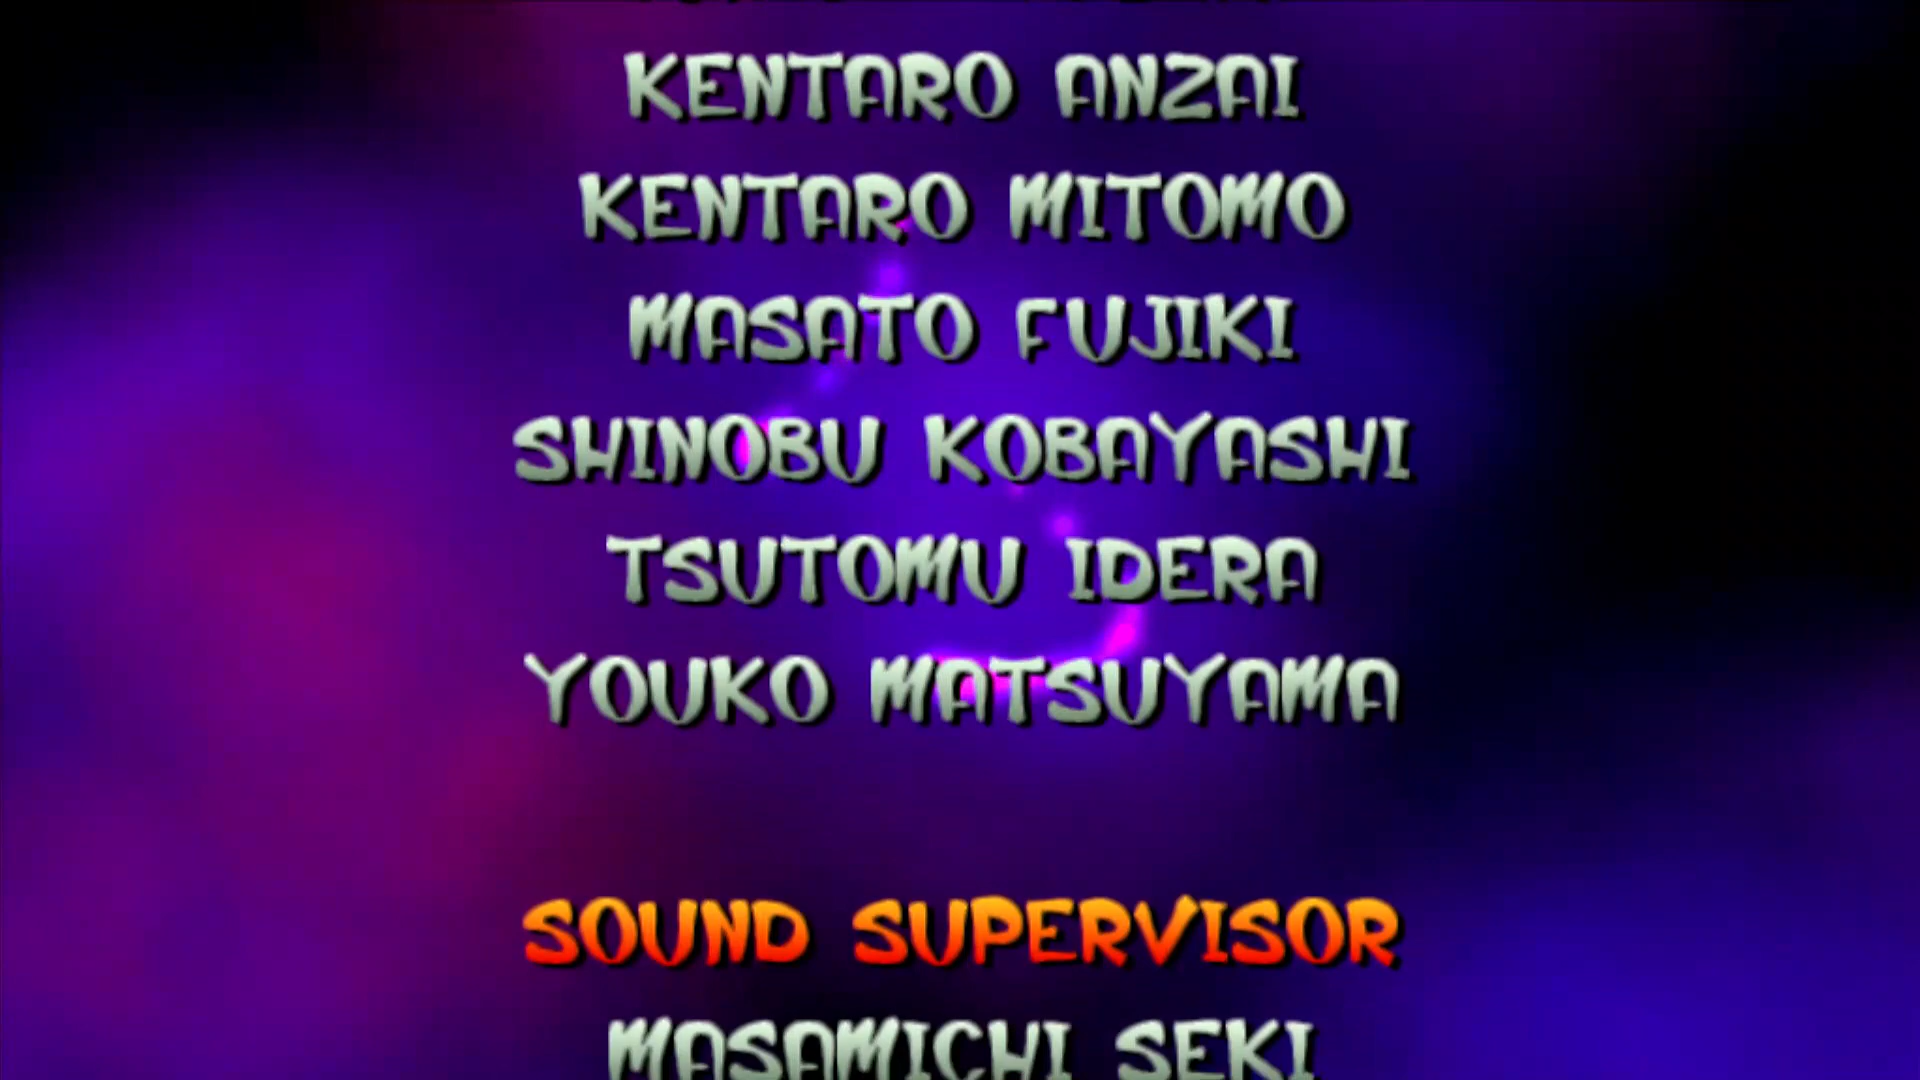 KENTARO ANZAI
KENTARO MITOMO
MASATO FUJIKI
SHINOBU KOBAYASHI
TSUTOMU IDERA
YOUKO MATSUYAMA
SOUND SUPERVISOR
MASAMICHI SEKI